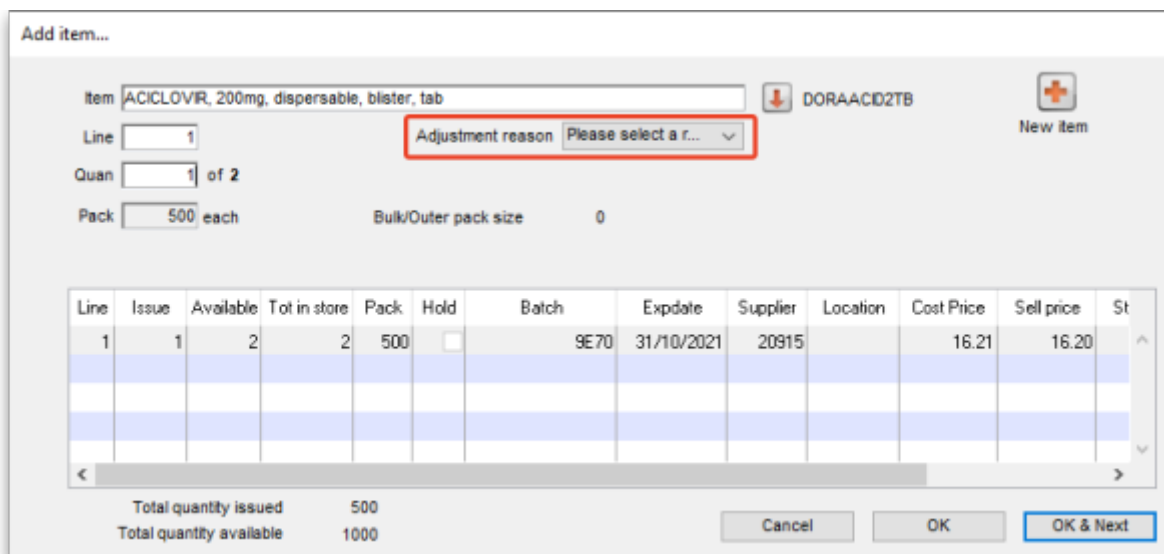 Add item...
Item ACICLOVIR, 200mg, dispersable, blister, tab DORAACID2TB
New item
Line 1 Adjustment reason Please select a r...
Quan 1 of 2
Pack 500 each Bulk/Outer pack size 0
Line Issue Available Tot in store Pack Hold Batch Expdate Supplier Location Cost Price Sell price St
1 1 2 2 500 9E70 31/10/2021 20915 16.21 16.20
Total quantity issued 500
Total quantity available 1000
Cancel OK OK & Next